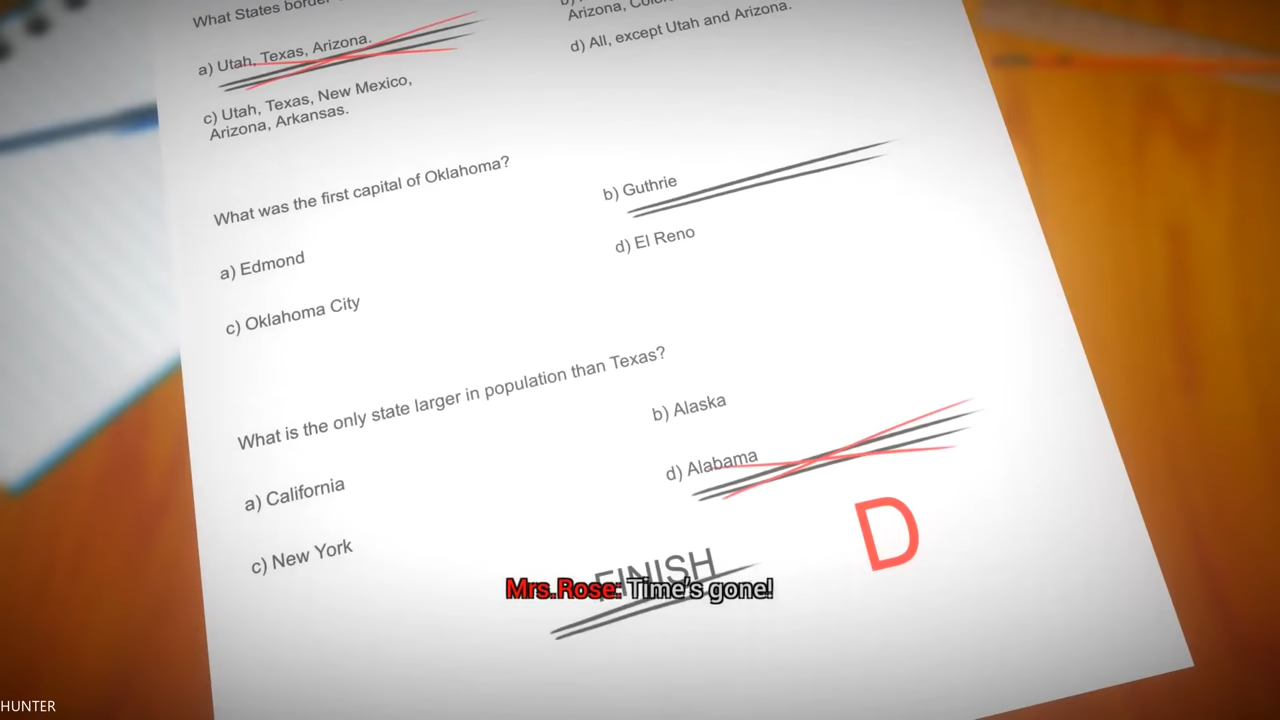 What States border
a) Utah, Texas, Arizona.
b)
Arizona,
c) Utah, Texas, New Mexico,
Arizona, Arkansas.
d) All, except Utah and Arizona.
What was the first capital of Oklahoma?
a) Edmond
b) Guthrie
c) Oklahoma City
d) El Reno
What is the only state larger in population than Texas?
a) California
b) Alaska
c) New York
d) Alabama
D
FINISH
Mrs.Rose: Time's gone!
HUNTER